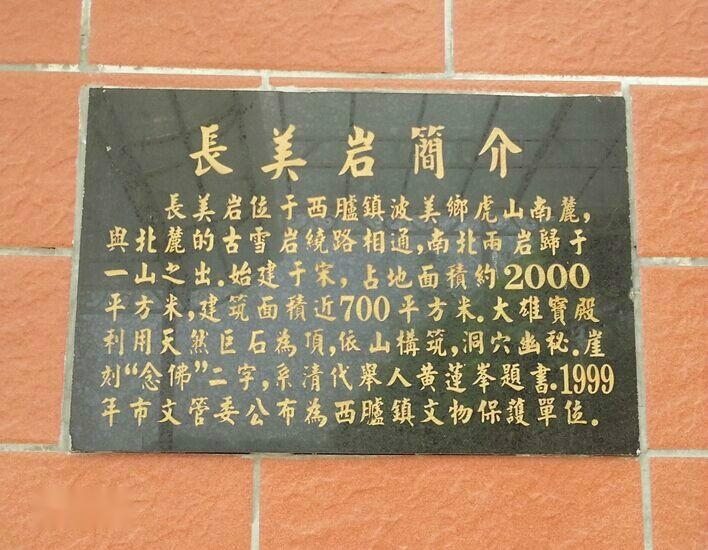 長美岩簡介
長美岩位于西臚鎮波美鄉虎山南麓，
與北麓的古雪岩繞路相通，南北兩岩歸于
一山之出．始建于宋，占地面積約2000
平方米，建筑面積近700平方米．大雄寶殿
利用天然巨石為頂，依山構筑，洞穴幽秘．崖
刻“念佛”二字，系清代舉人黄蓮峯題書．1999
年市文管委公布為西臚鎮文物保護單位．